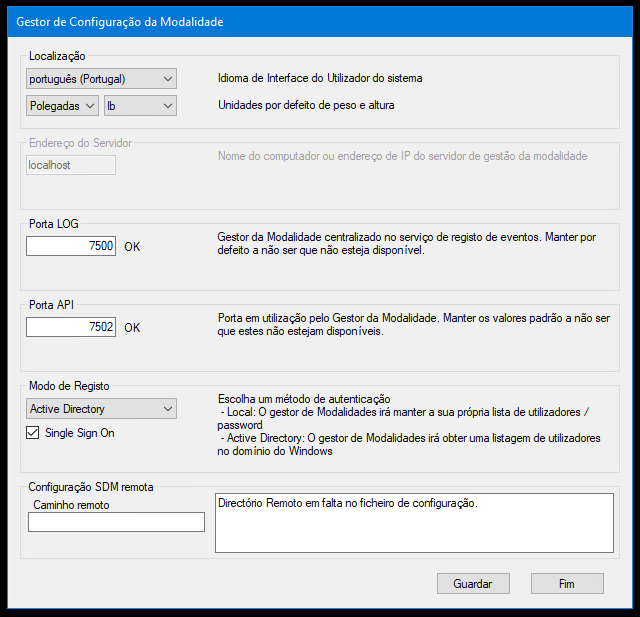 Gestor de Configuração da Modalidade
Localização
português (Portugal)
Idioma de Interface do Utilizador do sistema
Polegadas
lb
Unidades por defeito de peso e altura
Endereço do Servidor
localhost
Nome do computador ou endereço de IP do servidor de gestão da modalidade
Porta LOG
7500
OK
Gestor da Modalidade centralizado no serviço de registo de eventos. Manter por
defeito a não ser que não esteja disponível.
Porta API
7502
OK
Porta em utilização pelo Gestor da Modalidade. Manter os valores padrão a não ser
que estes não estejam disponíveis.
Modo de Registo
Active Directory
Single Sign On
Escolha um método de autenticação
- Local: O gestor de Modalidades irá manter a sua própria lista de utilizadores /
password
- Active Directory: O gestor de Modalidades irá obter uma listagem de utilizadores
no domínio do Windows
Configuração SDM remota
Caminho remoto
Directório Remoto em falta no ficheiro de configuração.
Guardar
Fim